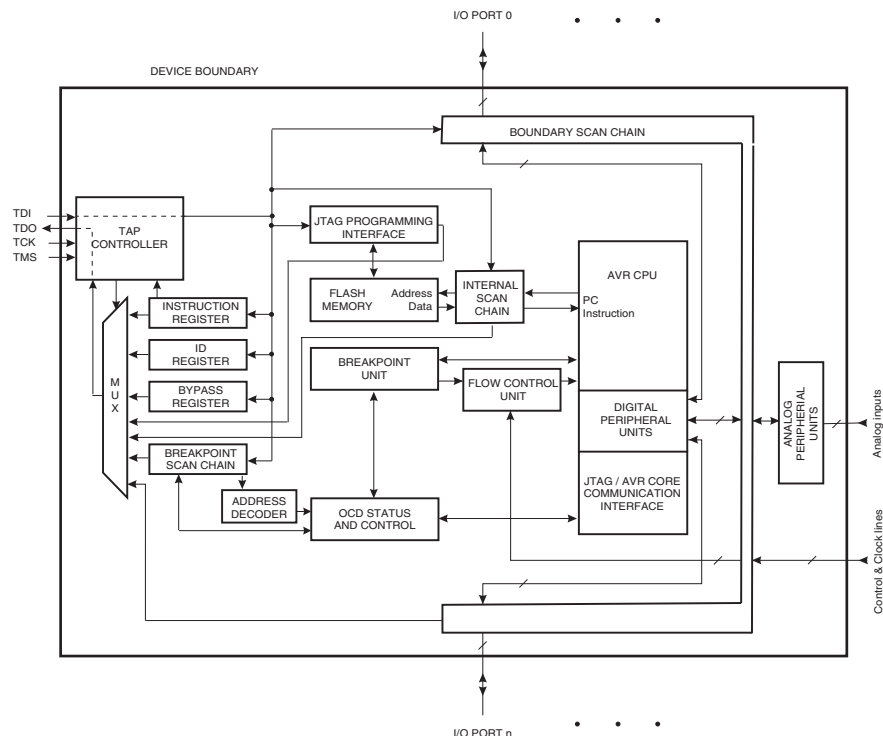 I/O PORT 0
DEVICE BOUNDARY
BOUNDARY SCAN CHAIN
TDI
TDO
TCK
TMS
TAP
CONTROLLER
JTAG PROGRAMMING
INTERFACE
AVR CPU
FLASH
MEMORY
Address
Data
INTERNAL
SCAN
CHAIN
PC
Instruction
INSTRUCTION
REGISTER
ID
REGISTER
M
U
X
BREAKPOINT
UNIT
FLOW CONTROL
UNIT
BYPASS
REGISTER
DIGITAL
PERIPHERAL
UNITS
ANALOG
PERIPHERIAL
UNITS
Analog inputs
BREAKPOINT
SCAN CHAIN
ADDRESS
DECODER
OCD STATUS
AND CONTROL
JTAG / AVR CORE
COMMUNICATION
INTERFACE
Control & Clock lines
I/O PORT n